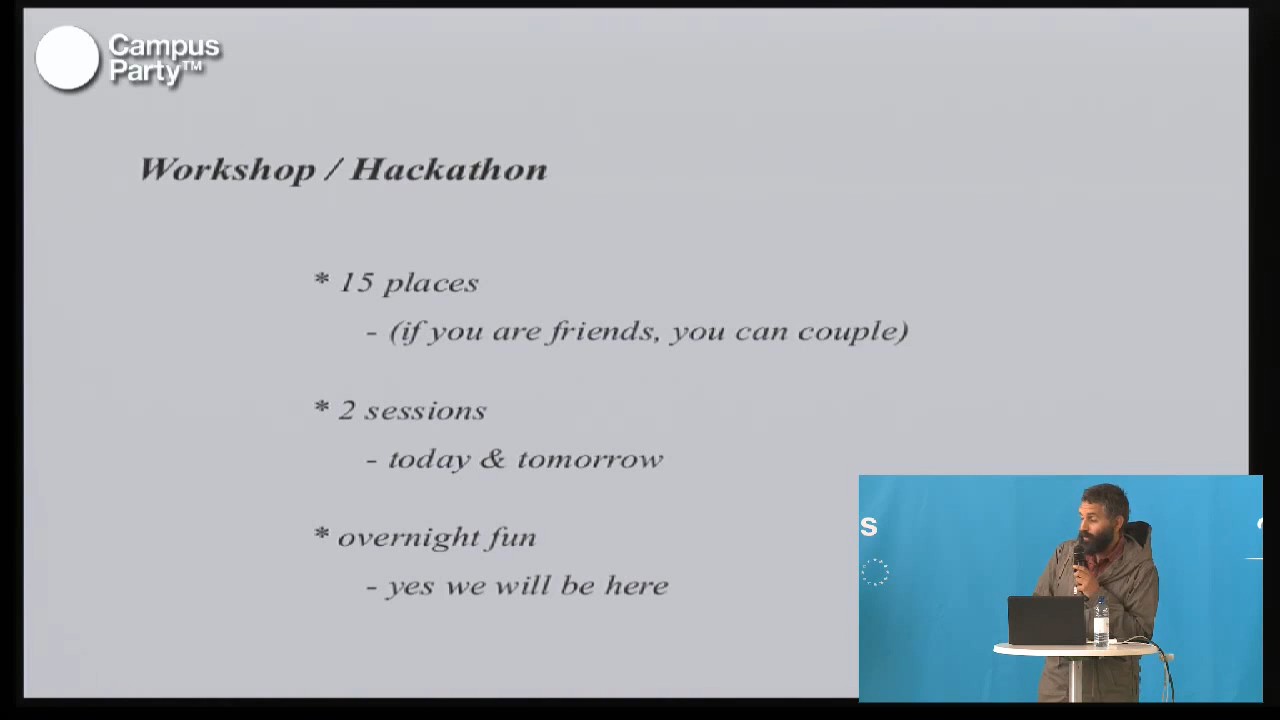 Campus
Party™
Workshop / Hackathon
* 15 places
- (if you are friends, you can couple)
* 2 sessions
- today & tomorrow
* overnight fun
- yes we will be here
s